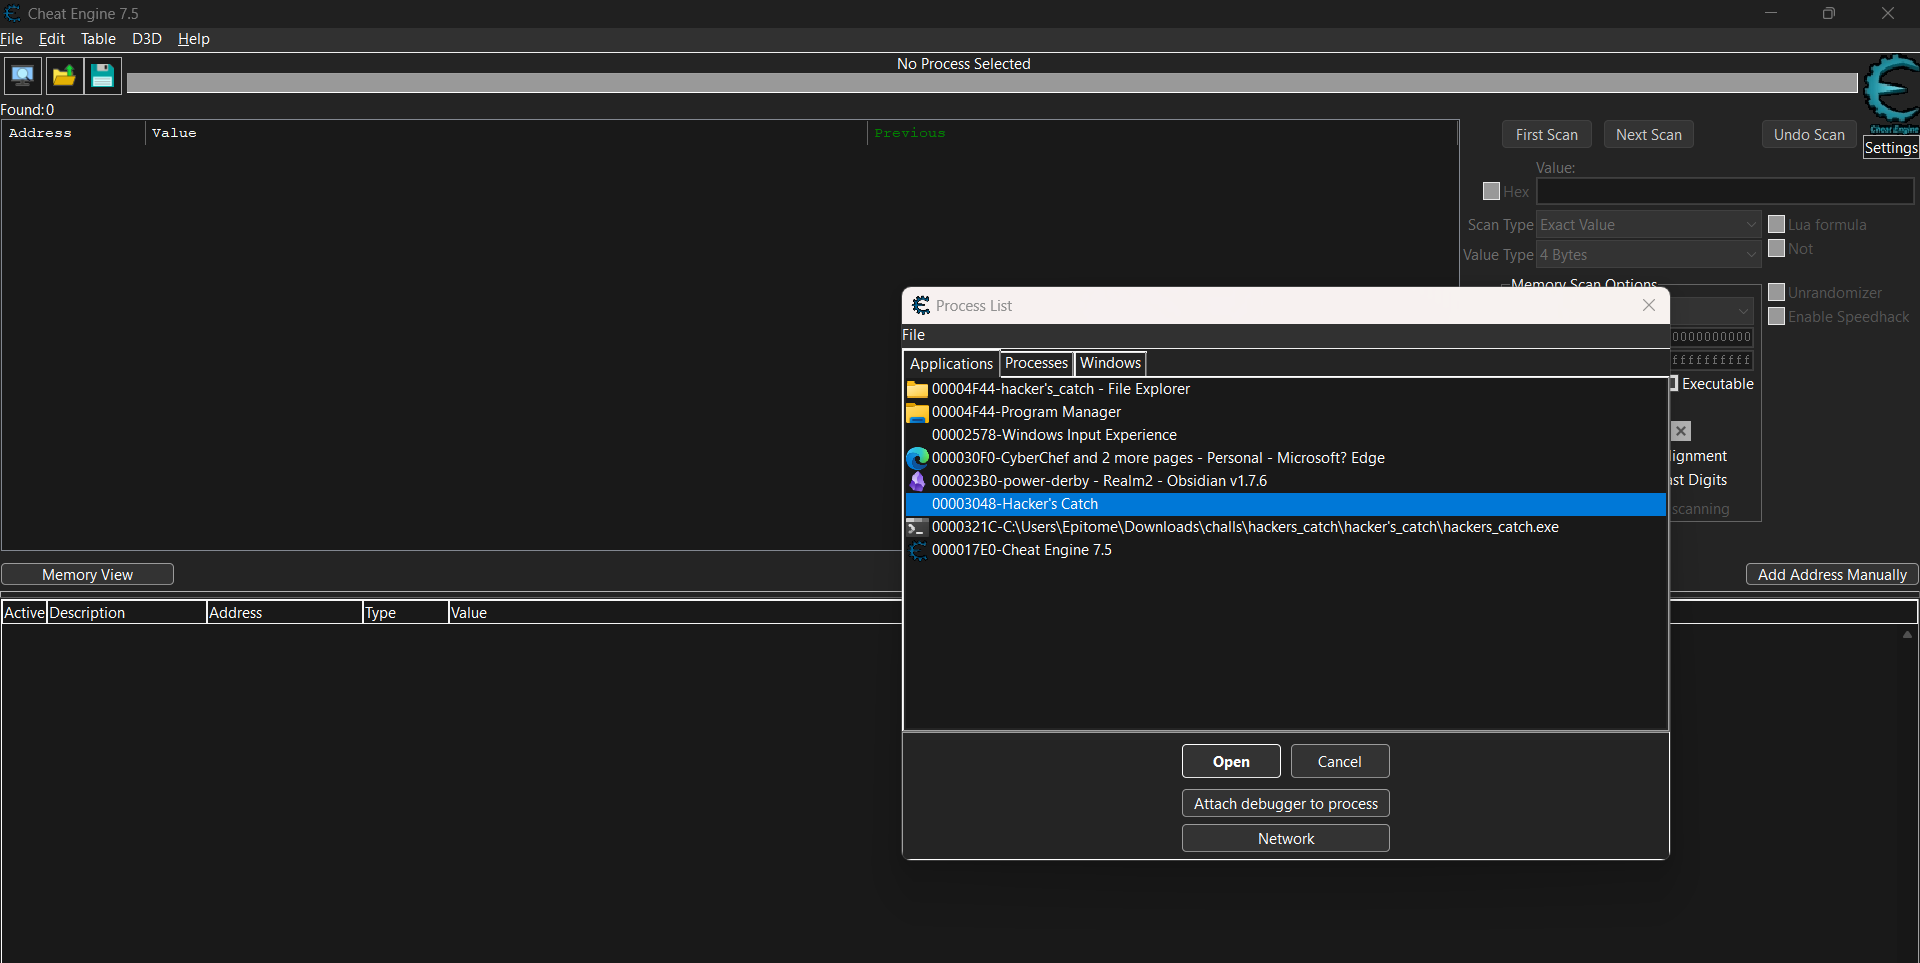 Cheat Engine 7.5
File Edit Table D3D Help
No Process Selected
Found: 0
Address Value Previous
First Scan Next Scan Undo Scan
Cheat Engine
Settings
Value:
Hex
Scan Type Exact Value Lua formula
Not
Value Type 4 Bytes
Memory Scan Options
Unrandomizer
Enable Speedhack
0000000000
ffffffffff
Executable
ignment
st Digits
scanning
Process List
File
Applications Processes Windows
00004F44-hacker's_catch - File Explorer
00004F44-Program Manager
00002578-Windows Input Experience
000030F0-CyberChef and 2 more pages - Personal - Microsoft? Edge
000023B0-power-derby - Realm2 - Obsidian v1.7.6
00003048-Hacker's Catch
0000321C-C:\Users\Epitome\Downloads\challs\hackers_catch\hacker's_catch\hackers_catch.exe
000017E0-Cheat Engine 7.5
Open Cancel
Attach debugger to process
Network
Memory View Add Address Manually
Active Description Address Type Value